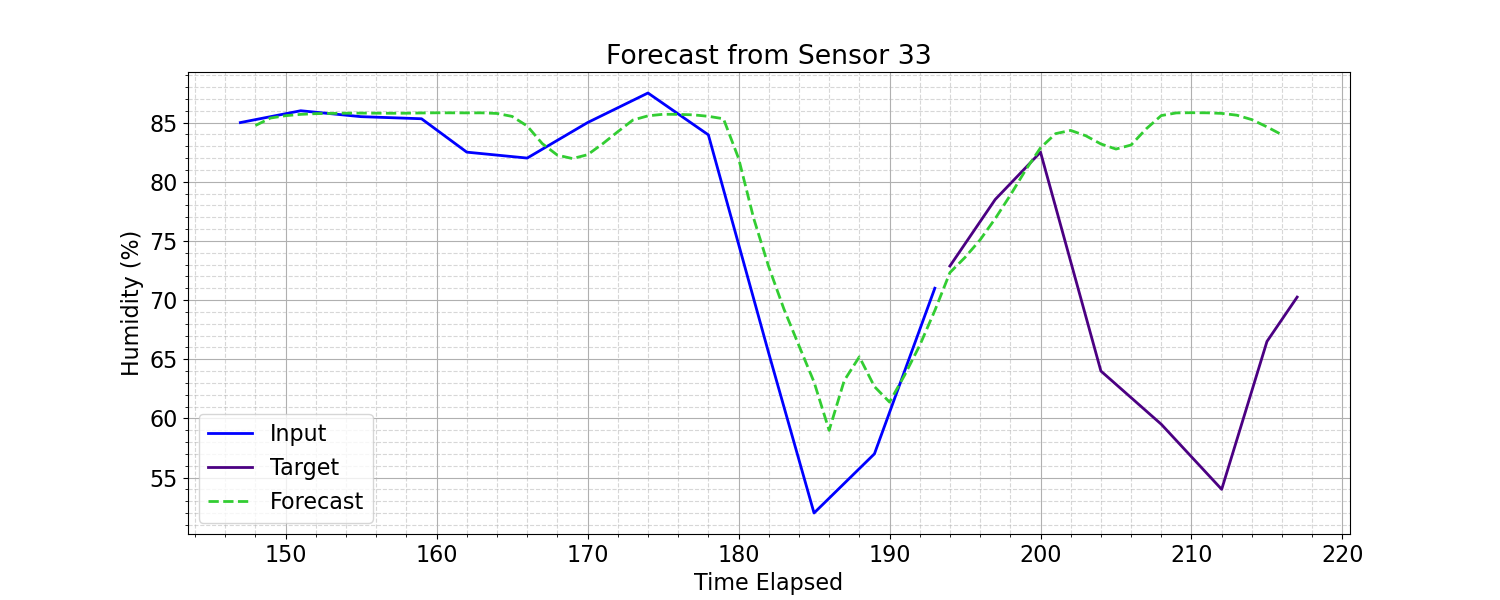 Forecast from Sensor 33
Humidity (%)
85
80
75
70
65
60
55
Input
Target
Forecast
150 160 170 180 190 200 210 220
Time Elapsed